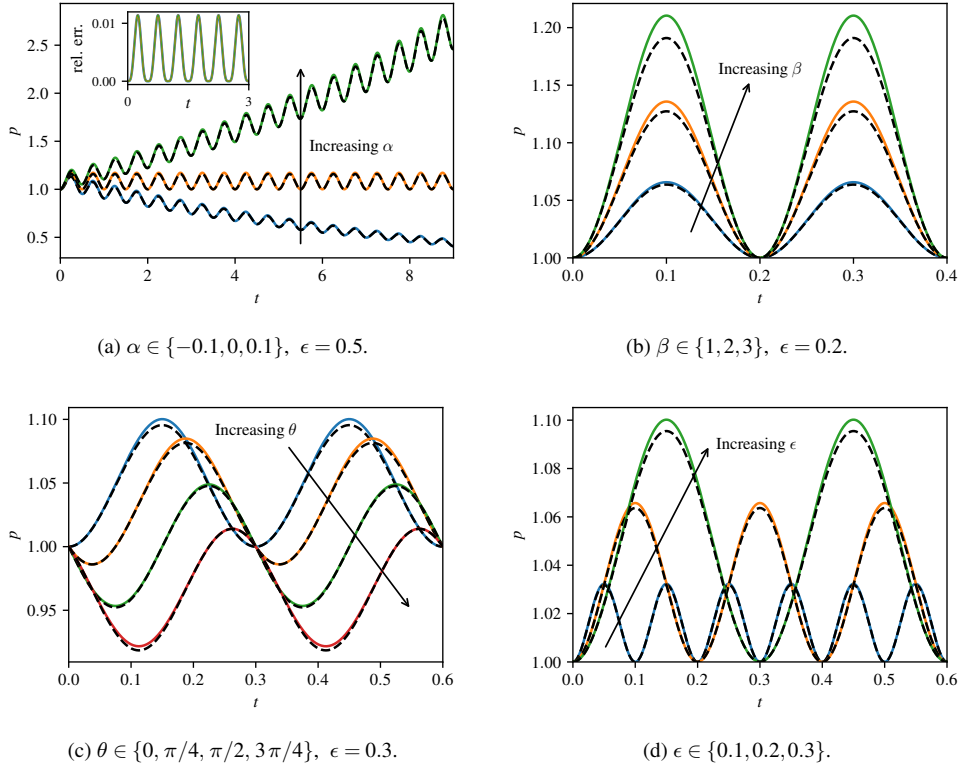 0.01
0.00
rel. err.
0
t
3
2.5
2.0
1.5
1.0
0.5
p
Increasing α
0
2
4
6
8
t
(a) α ∈ {−0.1, 0, 0.1}, ϵ = 0.5.
1.20
1.15
1.10
1.05
1.00
p
Increasing β
0.0
0.1
0.2
0.3
0.4
t
(b) β ∈ {1, 2, 3}, ϵ = 0.2.
1.10
1.05
1.00
0.95
p
Increasing θ
0.0
0.1
0.2
0.3
0.4
0.5
0.6
t
(c) θ ∈ {0, π/4, π/2, 3π/4}, ϵ = 0.3.
1.10
1.08
1.06
1.04
1.02
1.00
p
Increasing ϵ
0.0
0.1
0.2
0.3
0.4
0.5
0.6
t
(d) ϵ ∈ {0.1, 0.2, 0.3}.